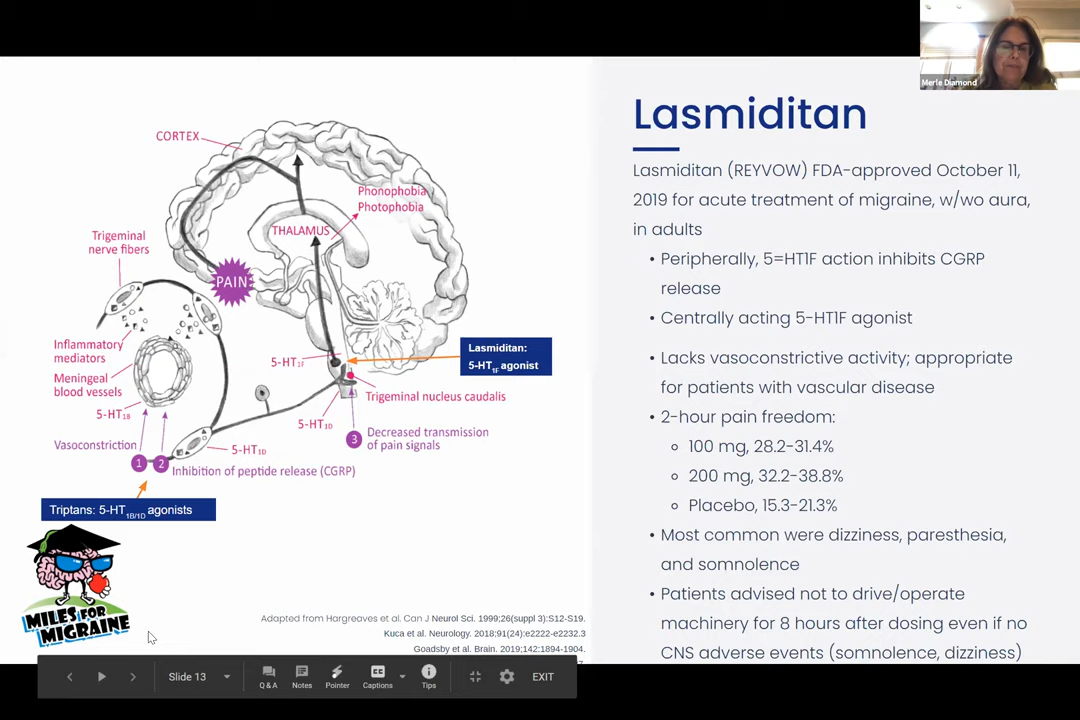 Merle Diamond
CORTEX
Phonophobia
Photophobia
THALAMUS
Trigeminal
nerve fibers
PAIN
Inflammatory
mediators
Meningeal
blood vessels
5-HT1B
Vasoconstriction
1
2
Inhibition of peptide release (CGRP)
5-HT1D
5-HT1F
5-HT1D
Trigeminal nucleus caudalis
3
Decreased transmission
of pain signals
Lasmiditan:
5-HT1F agonist
Triptans: 5-HT1B/1D agonists
MILES FOR
MIGRAINE
Adapted from Hargreaves et al. Can J Neurol Sci. 1999;26(suppl 3):S12-S19.
Kuca et al. Neurology. 2018:91(24):e2222-e2232.3
Goadsby et al. Brain. 2019;142:1894-1904.
Lasmiditan
Lasmiditan (REYVOW) FDA-approved October 11,
2019 for acute treatment of migraine, w/wo aura,
in adults
• Peripherally, 5=HT1F action inhibits CGRP
release
• Centrally acting 5-HT1F agonist
• Lacks vasoconstrictive activity; appropriate
for patients with vascular disease
• 2-hour pain freedom:
○ 100 mg, 28.2-31.4%
○ 200 mg, 32.2-38.8%
○ Placebo, 15.3-21.3%
• Most common were dizziness, paresthesia,
and somnolence
• Patients advised not to drive/operate
machinery for 8 hours after dosing even if no
CNS adverse events (somnolence, dizziness)
Slide 13
Q & A
Notes
Pointer
Captions
Tips
EXIT